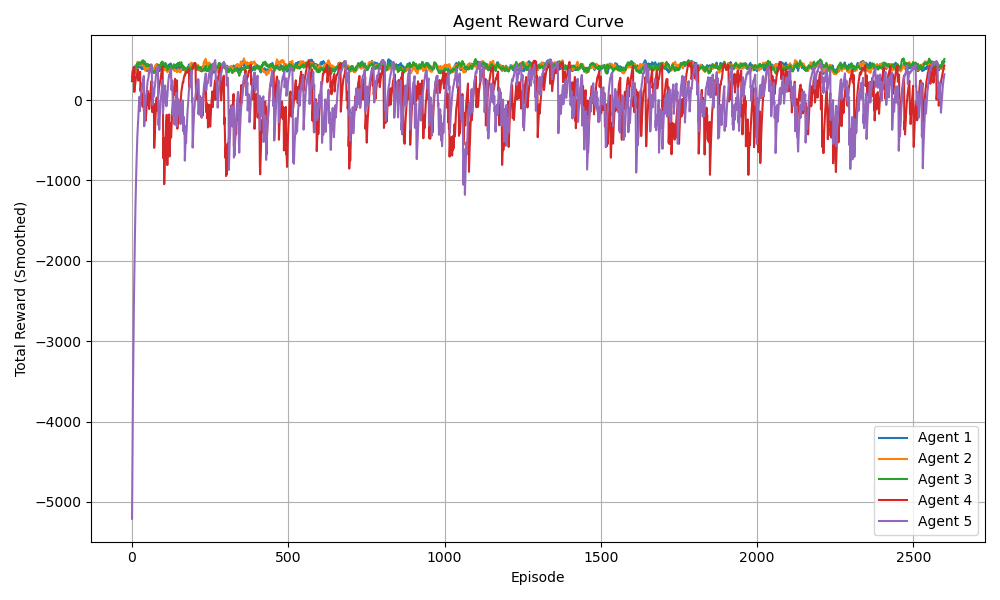 Agent Reward Curve
Total Reward (Smoothed)
0
−1000
−2000
−3000
−4000
−5000
Agent 1
Agent 2
Agent 3
Agent 4
Agent 5
0
500
1000
1500
2000
2500
Episode